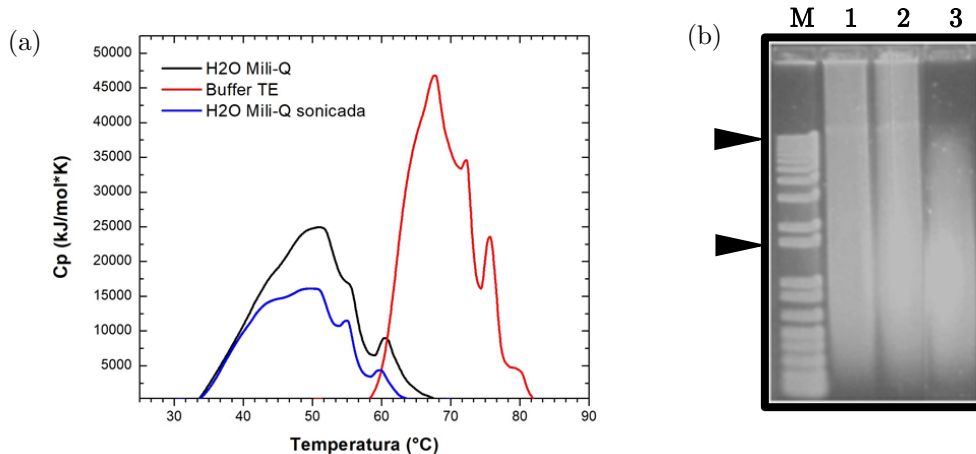 (a)
Cp (kJ/mol*K)
50000
45000
40000
35000
30000
25000
20000
15000
10000
5000
H2O Mili-Q
Buffer TE
H2O Mili-Q sonicada
30 40 50 60 70 80 90
Temperatura (°C)
(b)
M 1 2 3